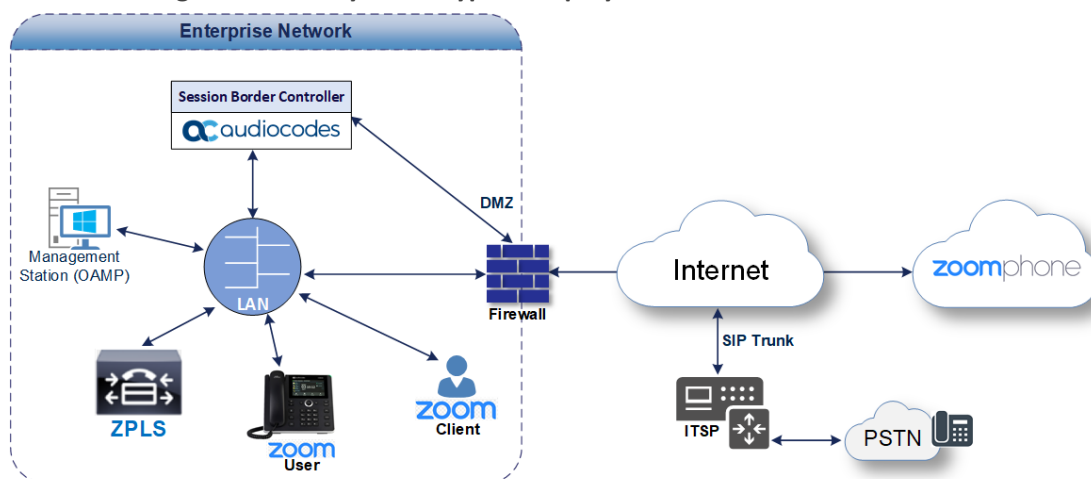 Enterprise Network
Session Border Controller
audiocodes
DMZ
Management
Station (OAMP)
LAN
Firewall
Internet
zoomphone
SIP Trunk
ZPLS
zoom
User
zoom
Client
ITSP
PSTN